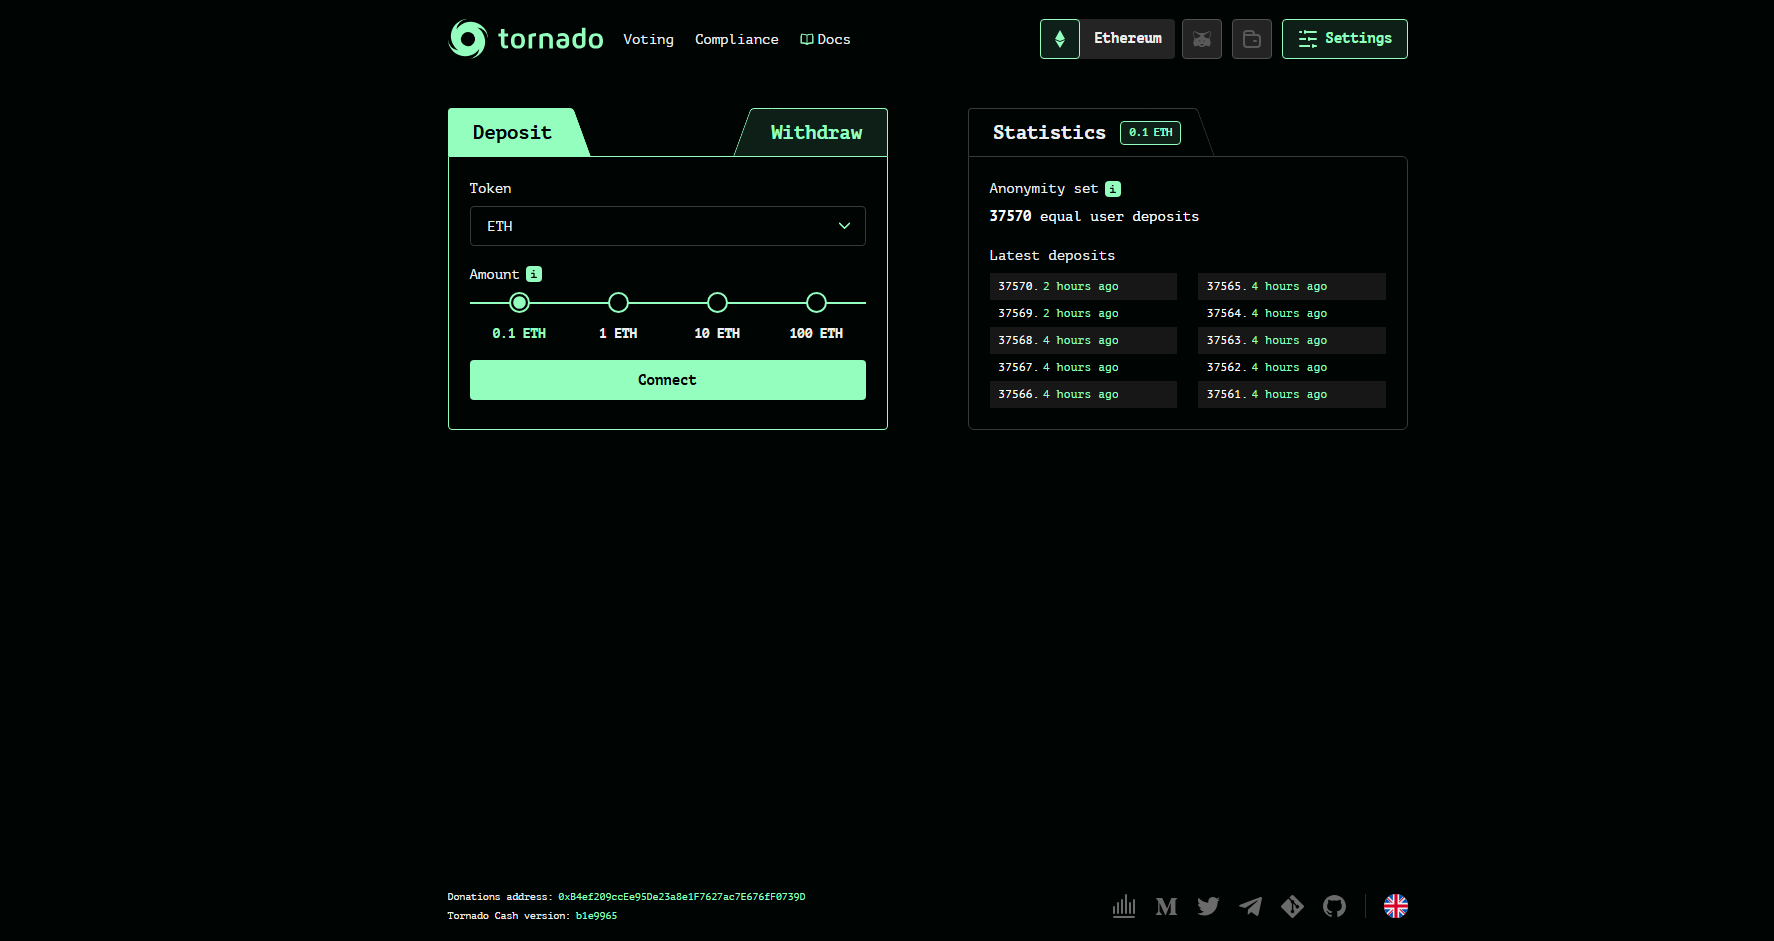 tornado Voting Compliance Docs Ethereum Settings
Deposit Withdraw
Token
ETH
Amount i
0.1 ETH 1 ETH 10 ETH 100 ETH
Connect
Statistics 0.1 ETH
Anonymity set i
37570 equal user deposits
Latest deposits
37570. 2 hours ago 37565. 4 hours ago
37569. 2 hours ago 37564. 4 hours ago
37568. 4 hours ago 37563. 4 hours ago
37567. 4 hours ago 37562. 4 hours ago
37566. 4 hours ago 37561. 4 hours ago
Donations address: 0xB4ef209ccEe95De23a8e1F7627ac7E676fF0739D
Tornado Cash version: b1e9965
M